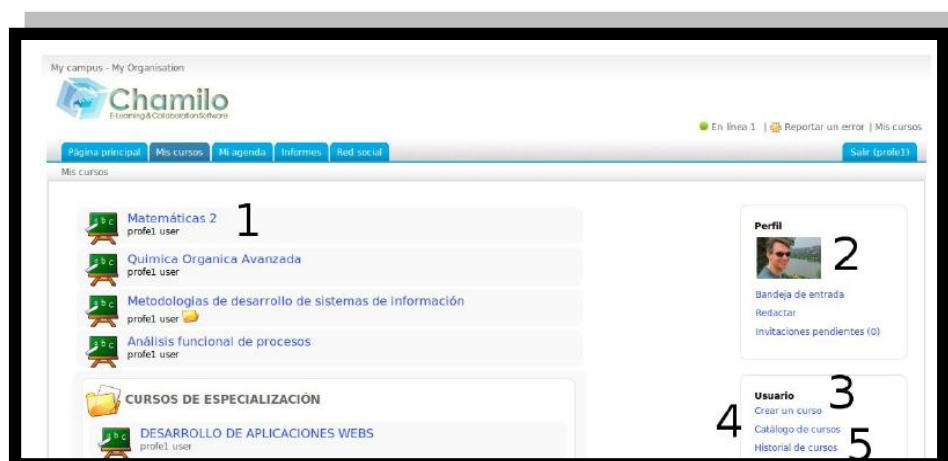 My campus - My Organisation
Chamilo
E-Learning & Collaboration Software
En línea 1 | Reportar un error | Mis cursos
Página principal Mis cursos Mi agenda Informes Red social Salir (profe1)
Mis cursos
Matemáticas 2
profe1 user
1
Quimica Organica Avanzada
profe1 user
Metodologias de desarrollo de sistemas de información
profe1 user
Análisis funcional de procesos
profe1 user
CURSOS DE ESPECIALIZACIÓN
DESARROLLO DE APLICACIONES WEBS
profe1 user
Perfil
2
Bandeja de entrada
Redactar
Invitaciones pendientes (0)
Usuario
3
Crear un curso
4
Catálogo de cursos
Historial de cursos
5